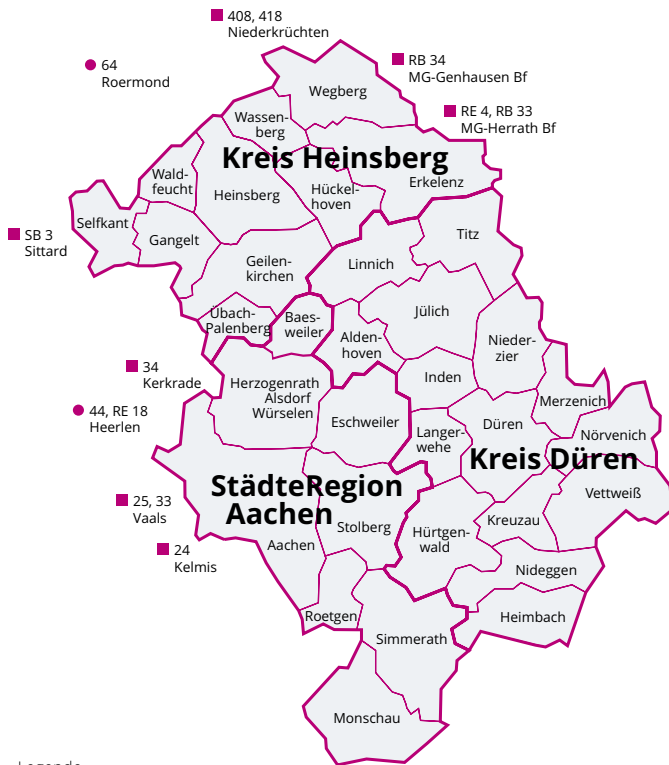 408, 418
Niederkrüchten
64
Roermond
RB 34
MG-Genhausen Bf
Wegberg
RE 4, RB 33
MG-Herrath Bf
Wassen-
berg
Kreis Heinsberg
Wald-
feucht
Heinsberg
Hückel-
hoven
Erkelenz
Selfkant
SB 3
Sittard
Gangelt
Titz
Geilen-
kirchen
Linnich
Übach-
Palenberg
Baes-
weiler
Jülich
Alden-
hoven
Nieder-
zier
34
Kerkrade
Herzogenrath
Alsdorf
Würselen
Inden
Merzenich
44, RE 18
Heerlen
Eschweiler
Langer-
wehe
Düren
Nörvenich
Kreis Düren
StädteRegion
Aachen
Vettweiß
25, 33
Vaals
Stolberg
Kreuzau
Hürtgen-
wald
24
Kelmis
Aachen
Nideggen
Roetgen
Heimbach
Simmerath
Monschau